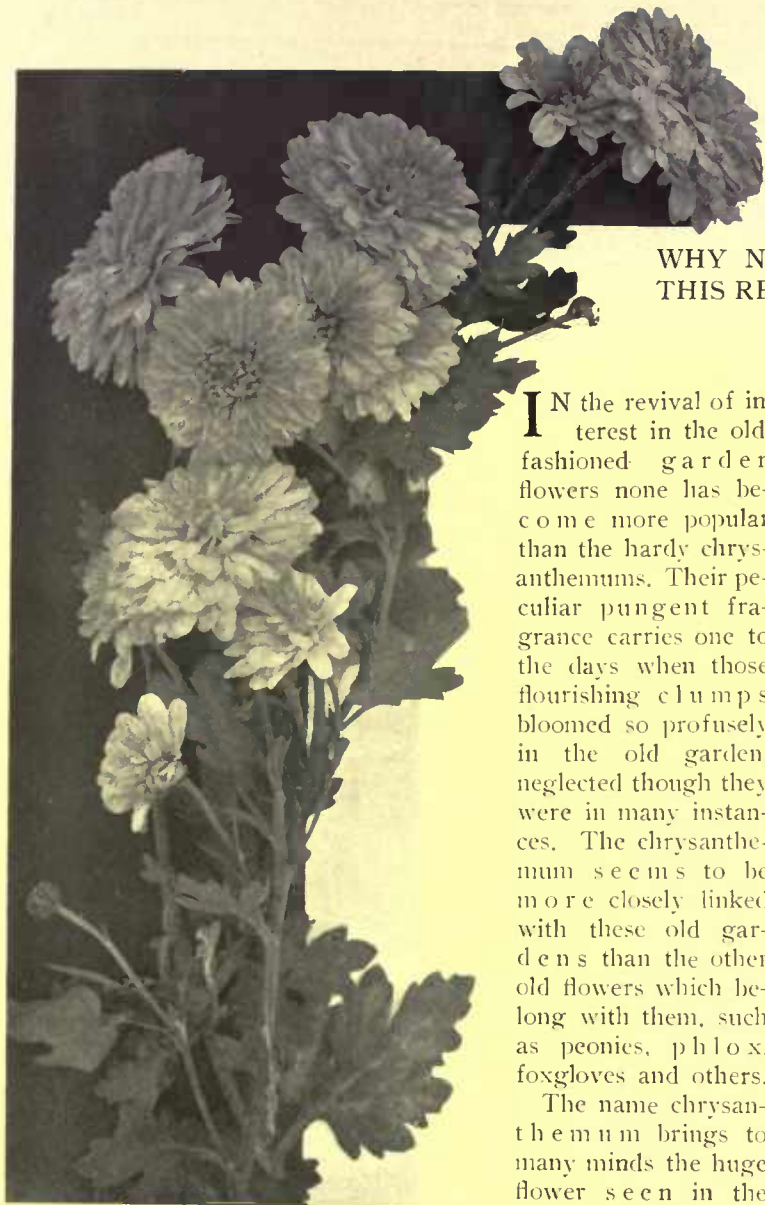 WHY N
THIS RE
IN the revival of in
terest in the old
fashioned garder
flowers none has be-
come more popular
than the hardy chrys-
anthemums. Their pe-
culiar pungent fra-
grance carries one to
the days when those
flourishing clumps
bloomed so profusely
in the old garden
neglected though they
were in many instan-
ces. The chrysanthe-
mum seems to be
more closely linked
with these old gar-
dens than the other
old flowers which be-
long with them, such
as peonies, phlox,
foxgloves and others.
The name chrysan-
themum brings to
many minds the huge
flower seen in the